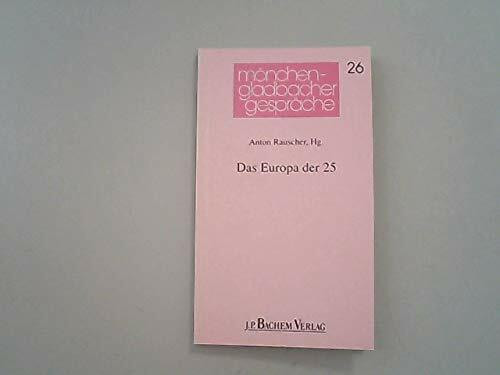 mönchen-
gladbacher
gespräche
26
Anton Rauscher, Hg.
Das Europa der 25
J.P. BACHEM VERLAG